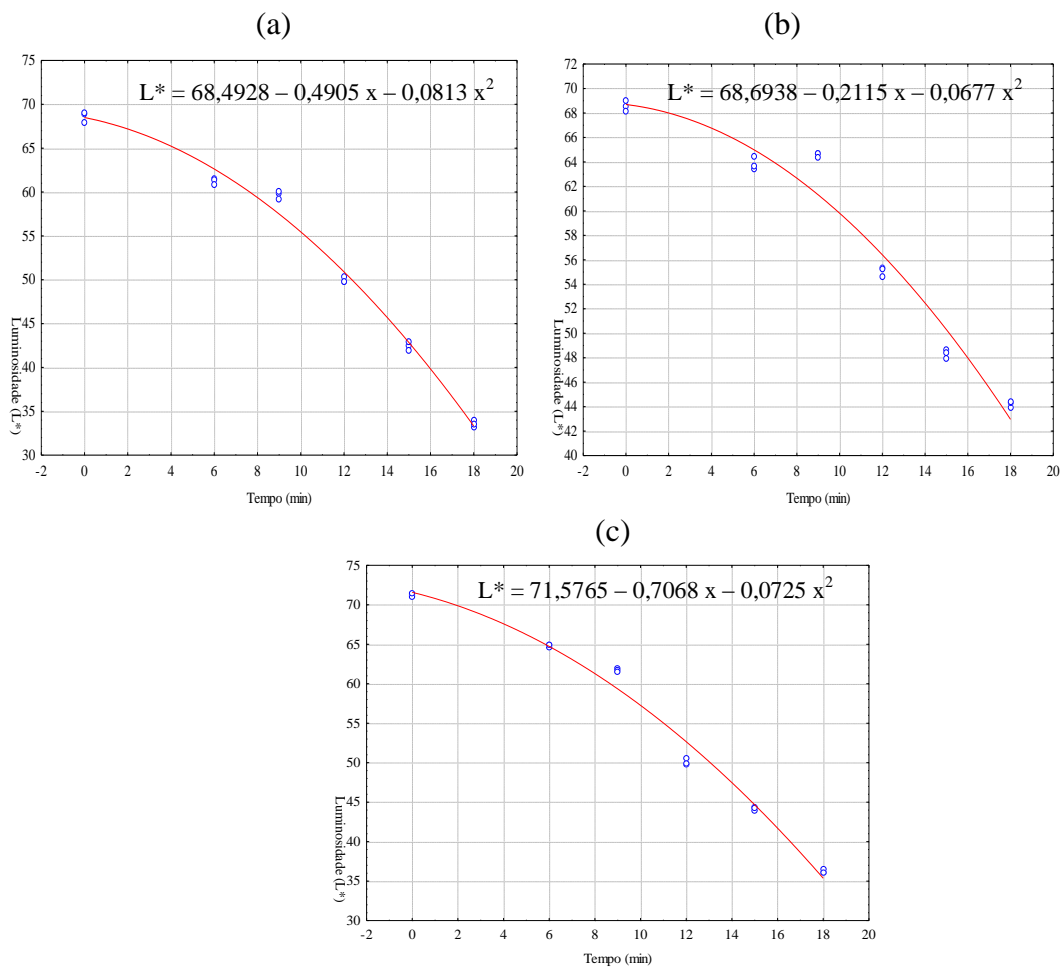 (a)
L* = 68,4928 – 0,4905 x – 0,0813 x²
75
70
65
60
55
50
45
40
35
30
-2 0 2 4 6 8 10 12 14 16 18 20
Tempo (min)
Luminosidade (L*)
(b)
L* = 68,6938 – 0,2115 x – 0,0677 x²
72
70
68
66
64
62
60
58
56
54
52
50
48
46
44
42
40
-2 0 2 4 6 8 10 12 14 16 18 20
Tempo (min)
Luminosidade (L*)
(c)
L* = 71,5765 – 0,7068 x – 0,0725 x²
75
70
65
60
55
50
45
40
35
30
-2 0 2 4 6 8 10 12 14 16 18 20
Tempo (min)
Luminosidade (L*)